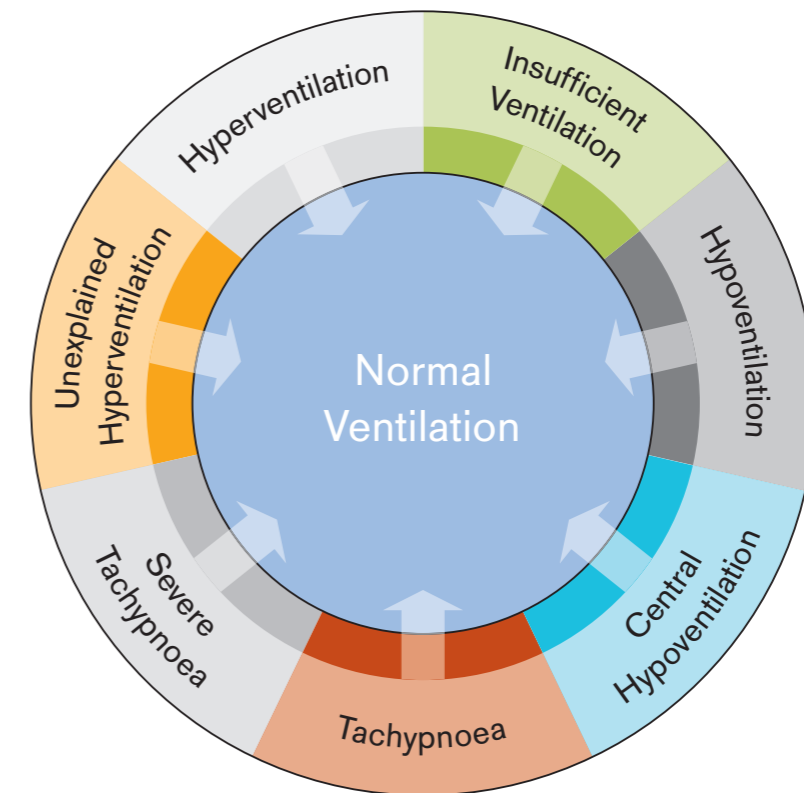 Hyperventilation
Insufficient
Ventilation
Hypoventilation
Central
Hypoventilation
Tachypnoea
Severe
Tachypnoea
Unexplained
Hyperventilation
Normal
Ventilation